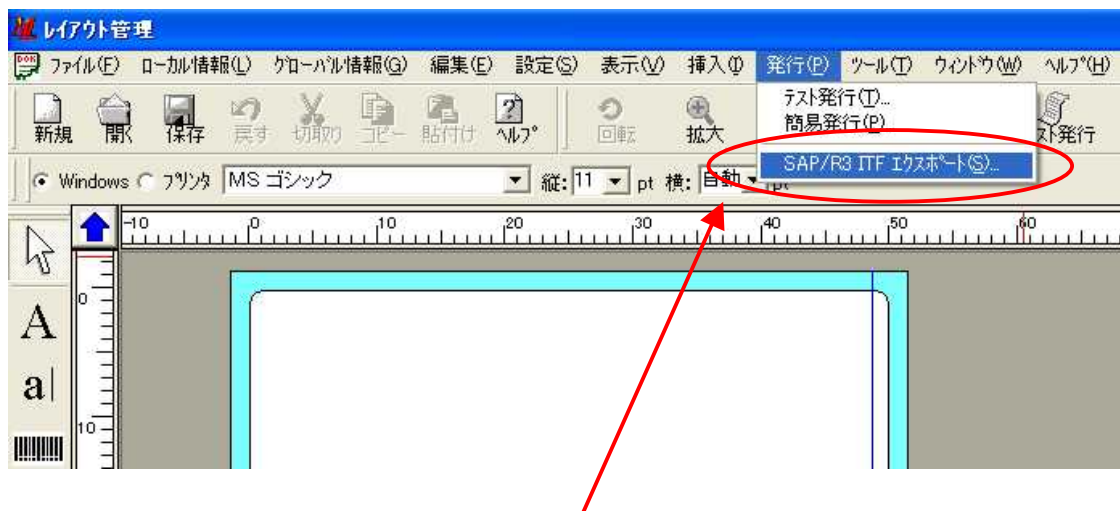 レイアウト管理
ファイル(F) ローカル情報(L) グローバル情報(G) 編集(E) 設定(S) 表示(V) 挿入(I) 発行(P) ツール(T) ウィンドウ(W) ヘルプ(H)
テスト発行(T)...
簡易発行(P)
SAP/R3 ITF エクスポート(S)...
新規 開く 保存 戻す 切取り コピー 貼付け ヘルプ 回転 拡大 スト発行
Windows プリンタ MS ゴシック 縦: 11 pt 横: 自動 pt
-10 0 10 20 30 40 50 60
0
A
a
10